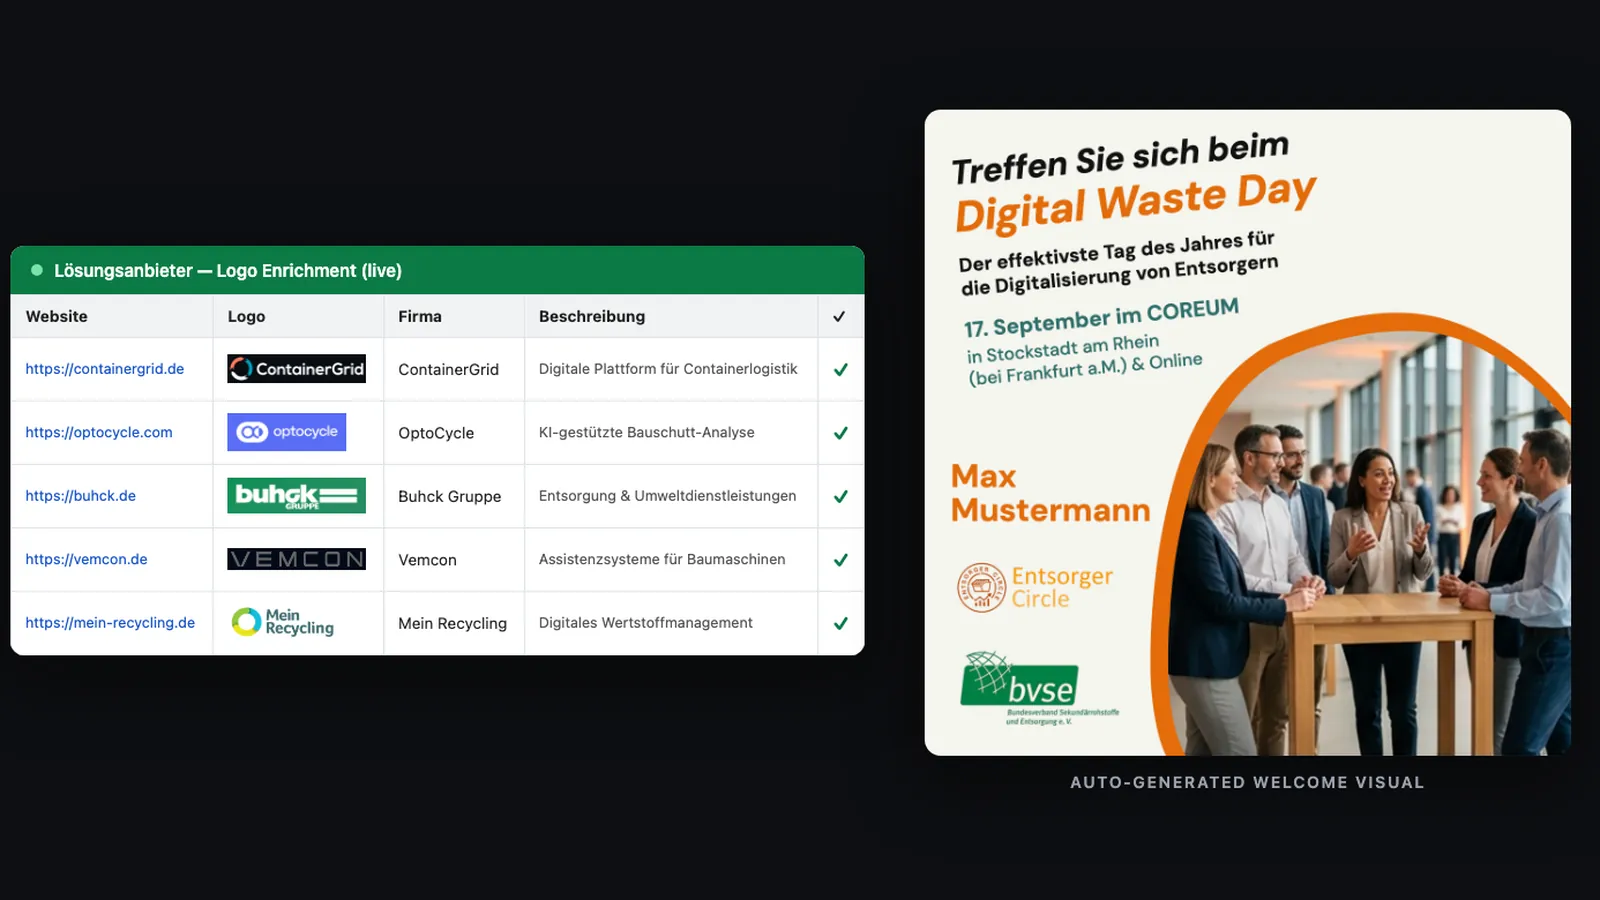 Lösungsanbieter — Logo Enrichment (live)
Website Logo Firma Beschreibung ✓
https://containergrid.de ContainerGrid ContainerGrid Digitale Plattform für Containerlogistik ✓
https://optocycle.com optocycle OptoCycle KI-gestützte Bauschutt-Analyse ✓
https://buhck.de buhck GRUPPE Buhck Gruppe Entsorgung & Umweltdienstleistungen ✓
https://vemcon.de VEMCON Vemcon Assistenzsysteme für Baumaschinen ✓
https://mein-recycling.de Mein Recycling Mein Recycling Digitales Wertstoffmanagement ✓
Treffen Sie sich beim
Digital Waste Day
Der effektivste Tag des Jahres für
die Digitalisierung von Entsorgern
17. September im COREUM
in Stockstadt am Rhein
(bei Frankfurt a.M.) & Online
Max
Mustermann
ENTSORGER CIRCLE
Entsorger
Circle
bvse
Bundesverband Sekundärrohstoffe
und Entsorgung e. V.
AUTO-GENERATED WELCOME VISUAL